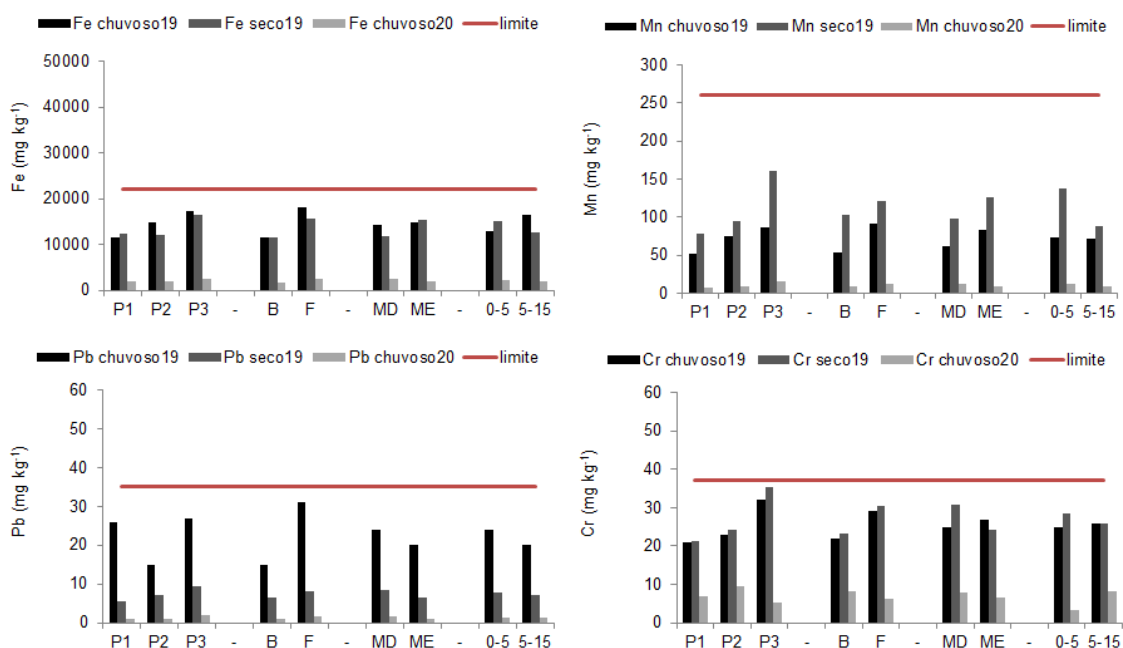 Fe chuvoso19 Fe seco19 Fe chuvoso20 limite
50000
40000
30000
20000
10000
0
Fe (mg kg⁻¹)
P1 P2 P3 - B F - MD ME - 0-5 5-15
Mn chuvoso19 Mn seco19 Mn chuvoso20 limite
300
250
200
150
100
50
0
Mn (mg kg⁻¹)
P1 P2 P3 - B F - MD ME - 0-5 5-15
Pb chuvoso19 Pb seco19 Pb chuvoso20 limite
60
50
40
30
20
10
0
Pb (mg kg⁻¹)
P1 P2 P3 - B F - MD ME - 0-5 5-15
Cr chuvoso19 Cr seco19 Cr chuvoso20 limite
60
50
40
30
20
10
0
Cr (mg kg⁻¹)
P1 P2 P3 - B F - MD ME - 0-5 5-15